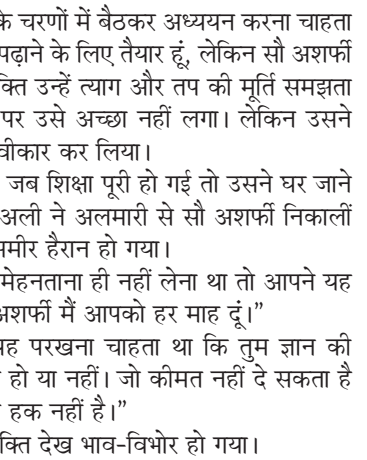 के चरणों में बैठकर अध्ययन करना चाहता
पढ़ाने के लिए तैयार हूं, लेकिन सौ अशर्फी
क्ति उन्हें त्याग और तप की मूर्ति समझता
पर उसे अच्छा नहीं लगा। लेकिन उसने
वीकार कर लिया।
जब शिक्षा पूरी हो गई तो उसने घर जाने
अली ने अलमारी से सौ अशर्फी निकालीं
मीर हैरान हो गया।
मेहनताना ही नहीं लेना था तो आपने यह
अशर्फी मैं आपको हर माह दूं।”
यह परखना चाहता था कि तुम ज्ञान की
हो या नहीं। जो कीमत नहीं दे सकता है
हक नहीं है।”
क्ति देख भाव-विभोर हो गया।